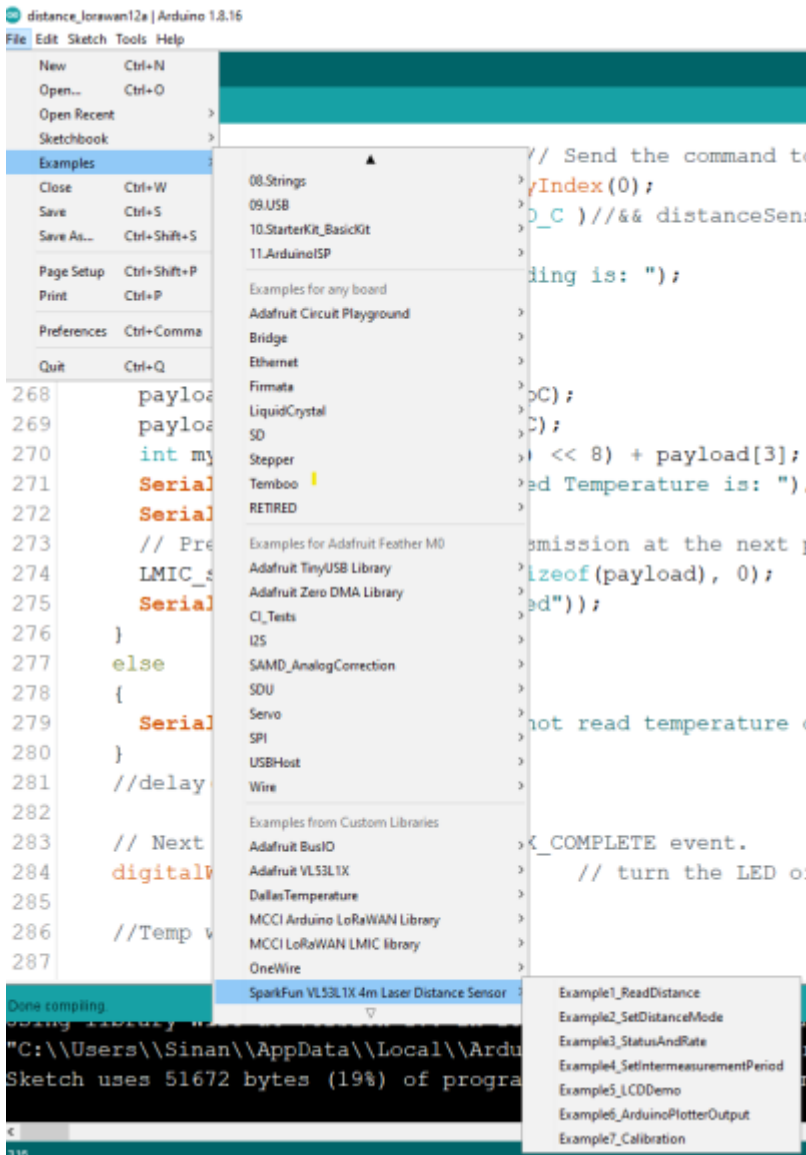 distance_lorawan12a | Arduino 1.8.16
File Edit Sketch Tools Help
New Ctrl+N
Open... Ctrl+O
Open Recent
Sketchbook
Examples
Close Ctrl+W
Save Ctrl+S
Save As... Ctrl+Shift+S
Page Setup Ctrl+Shift+P
Print Ctrl+P
Preferences Ctrl+Comma
Quit Ctrl+Q
08.Strings
09.USB
10.StarterKit_BasicKit
11.ArduinoISP
Examples for any board
Adafruit Circuit Playground
Bridge
Ethernet
Firmata
LiquidCrystal
SD
Stepper
Temboo
RETIRED
Examples for Adafruit Feather M0
Adafruit TinyUSB Library
Adafruit Zero DMA Library
CI_Tests
I2S
SAMD_AnalogCorrection
SDU
Servo
SPI
USBHost
Wire
Examples from Custom Libraries
Adafruit BusIO
Adafruit VL53L1X
DallasTemperature
MCCI Arduino LoRaWAN Library
MCCI LoRaWAN LMIC library
OneWire
SparkFun VL53L1X 4m Laser Distance Sensor
Example1_ReadDistance
Example2_SetDistanceMode
Example3_StatusAndRate
Example4_SetIntermeasurementPeriod
Example5_LCDDemo
Example6_ArduinoPlotterOutput
Example7_Calibration
// Send the command to
yIndex(0);
D_C )//&& distanceSens
ding is: ");
268 payloa oC);
269 payloa C);
270 int my ) << 8) + payload[3];
271 Serial ed Temperature is: ")
272 Serial
273 // Pre smission at the next p
274 LMIC_s izeof(payload), 0);
275 Serial ed"));
276 }
277 else
278 {
279 Serial not read temperature
280 }
281 //delay
282
283 // Next X_COMPLETE event.
284 digitalW // turn the LED o
285
286 //Temp w
287
Done compiling.
"C:\\Users\\Sinan\\AppData\\Local\\Ardu
Sketch uses 51672 bytes (19%) of progra